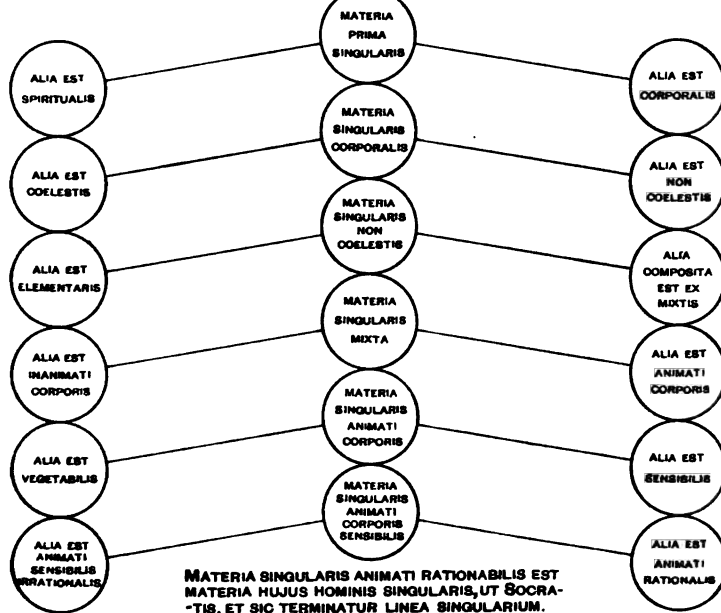 MATERIA
PRIMA
SINGULARIS
ALIA EST
SPIRITUALIS
ALIA EST
CORPORALIS
MATERIA
SINGULARIS
CORPORALIS
ALIA EST
COELESTIS
ALIA EST
NON
COELESTIS
MATERIA
SINGULARIS
NON
COELESTIS
ALIA EST
ELEMENTARIS
ALIA
COMPOSITA
EST EX
MIXTIS
MATERIA
SINGULARIS
MIXTA
ALIA EST
INANIMATI
CORPORIS
ALIA EST
ANIMATI
CORPORIS
MATERIA
SINGULARIS
ANIMATI
CORPORIS
ALIA EST
VEGETABILIS
ALIA EST
SENSIBILIS
MATERIA
SINGULARIS
ANIMATI
CORPORIS
SENSIBILIS
ALIA EST
ANIMATI
SENSIBILIS
IRRATIONALIS
ALIA EST
ANIMATI
RATIONALIS
MATERIA SINGULARIS ANIMATI RATIONABILIS EST
MATERIA HUJUS HOMINIS SINGULARIS, UT SOCRA-
-TIS, ET SIC TERMINATUR LINEA SINGULARIUM.